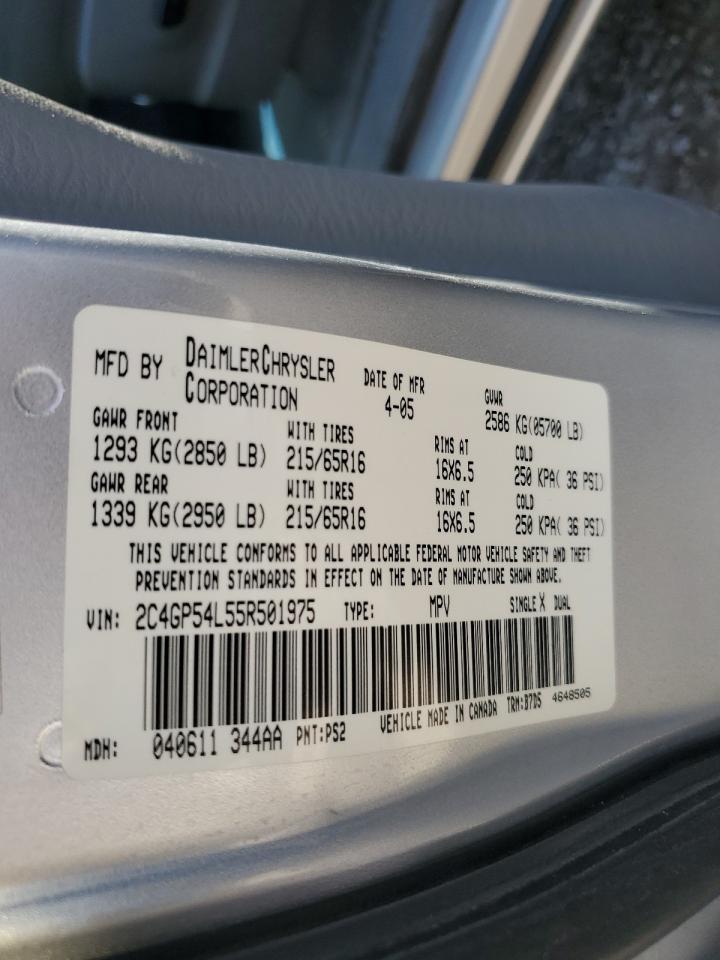 MFD BY DAIMLERCHRYSLER CORPORATION DATE OF MFR 4-05 GVWR 2586 KG(05700 LB)
GAWR FRONT WITH TIRES RIMS AT COLD
1293 KG(2850 LB) 215/65R16 16X6.5 250 KPA( 36 PSI)
GAWR REAR WITH TIRES RIMS AT COLD
1339 KG(2950 LB) 215/65R16 16X6.5 250 KPA( 36 PSI)
THIS VEHICLE CONFORMS TO ALL APPLICABLE FEDERAL MOTOR VEHICLE SAFETY AND THEFT
PREVENTION STANDARDS IN EFFECT ON THE DATE OF MANUFACTURE SHOWN ABOVE.
VIN: 2C4GP54L55R501975 TYPE: MPV SINGLE X DUAL
MDH: 040611 344AA PNT:PS2 VEHICLE MADE IN CANADA TRM:B7D5 4648505